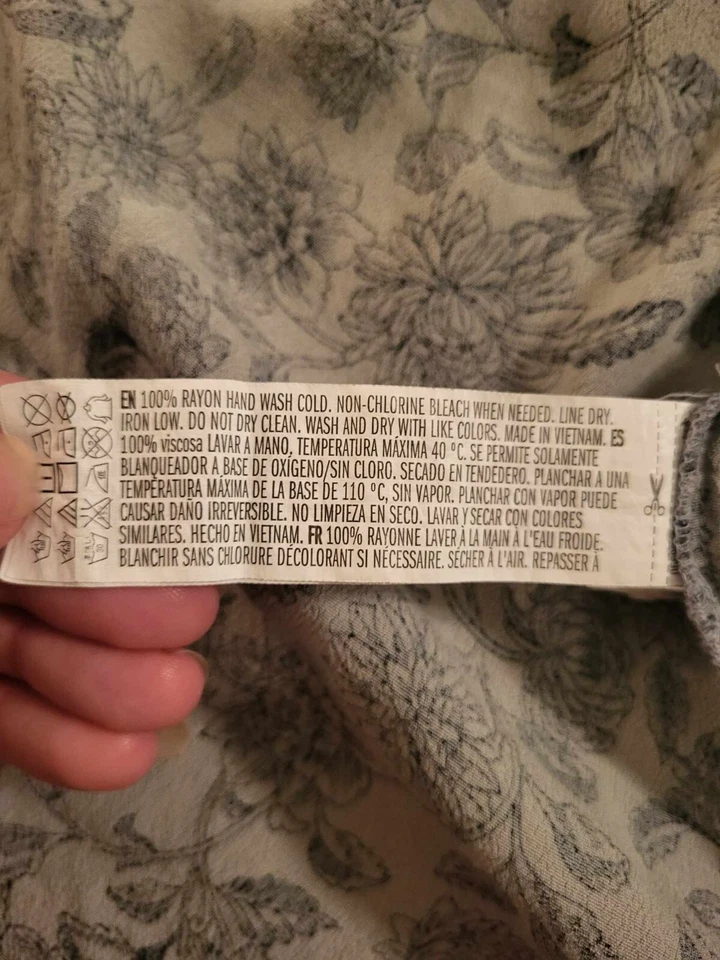 EN 100% RAYON HAND WASH COLD. NON-CHLORINE BLEACH WHEN NEEDED. LINE DRY.
IRON LOW. DO NOT DRY CLEAN. WASH AND DRY WITH LIKE COLORS. MADE IN VIETNAM. ES
100% viscosa LAVAR A MANO, TEMPERATURA MÁXIMA 40 ºC. SE PERMITE SOLAMENTE
BLANQUEADOR A BASE DE OXÍGENO/SIN CLORO. SECADO EN TENDEDERO. PLANCHAR A UNA
TEMPERATURA MÁXIMA DE LA BASE DE 110 ºC, SIN VAPOR. PLANCHAR CON VAPOR PUEDE
CAUSAR DAÑO IRREVERSIBLE. NO LIMPIEZA EN SECO. LAVAR Y SECAR CON COLORES
SIMILARES. HECHO EN VIETNAM. FR 100% RAYONNE LAVER À LA MAIN À L'EAU FROIDE.
BLANCHIR SANS CHLORURE DÉCOLORANT SI NÉCESSAIRE. SÉCHER À L'AIR. REPASSER À